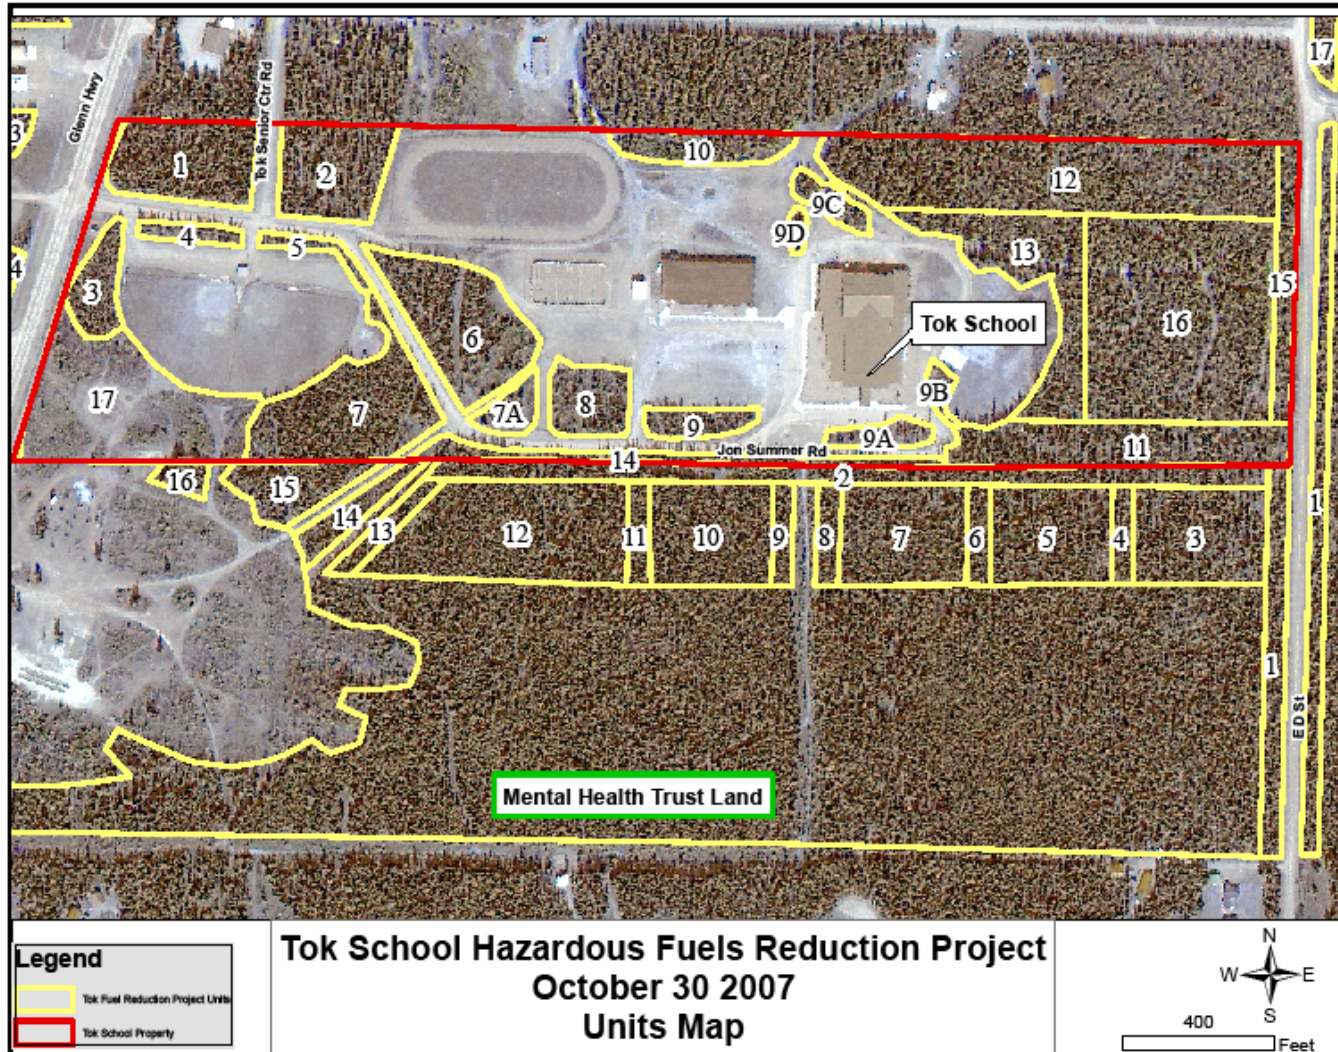 17
Glenn Hwy
Tok Senior Ctr Rd
3
1
2
10
12
9C
9D
4
5
13
4
3
15
16
6
Tok School
17
7
7A
8
9
9B
9A
11
Jon Summer Rd
14
16
15
2
14
13
12
11
10
9
8
7
6
5
4
3
1
1
ED St
Mental Health Trust Land
Legend
Tok Fuel Reduction Project Units
Tok School Property
Tok School Hazardous Fuels Reduction Project
October 30 2007
Units Map
N
W
E
S
400
Feet